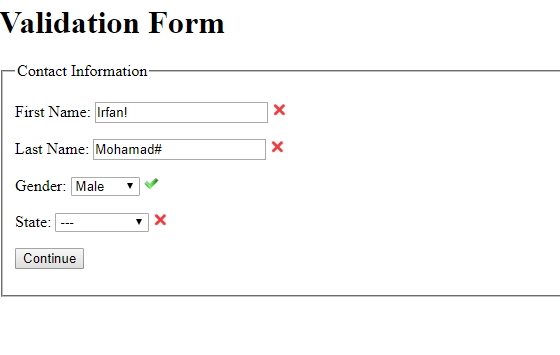 Validation Form
Contact Information
First Name: Irfan!
Last Name: Mohamad#
Gender: Male
State: ---
Continue